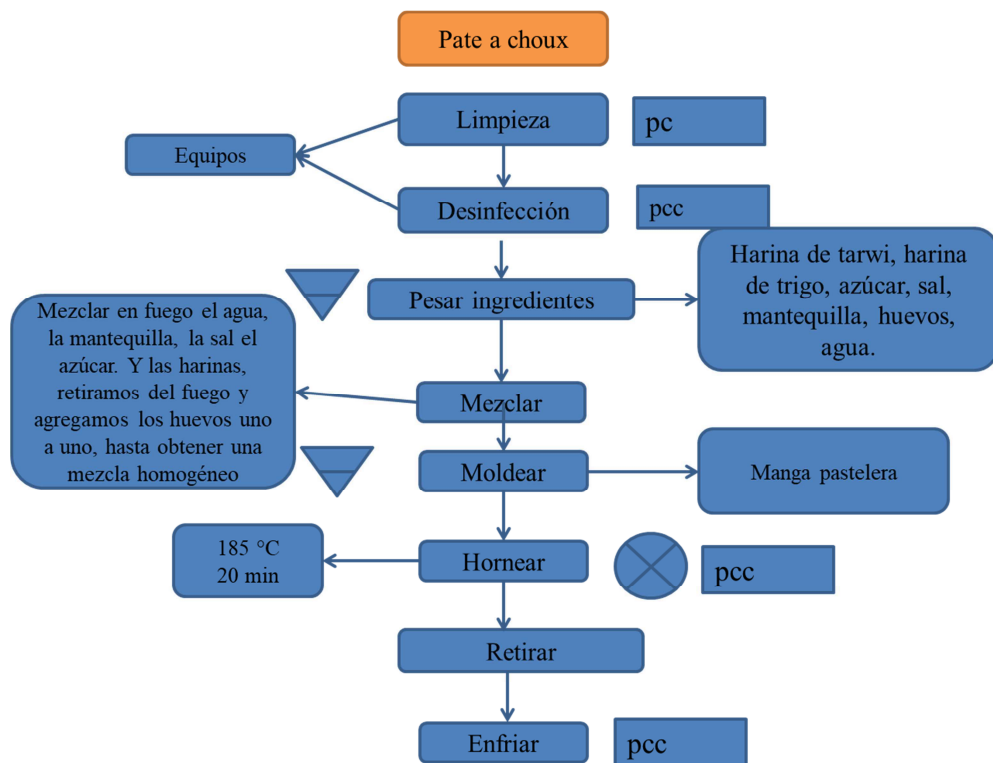 Pate a choux
Limpieza
pc
Equipos
Desinfección
pcc
Harina de tarwi, harina
de trigo, azúcar, sal,
mantequilla, huevos,
agua.
Pesar ingredientes
Mezclar en fuego el agua,
la mantequilla, la sal el
azúcar. Y las harinas,
retiramos del fuego y
agregamos los huevos uno
a uno, hasta obtener una
mezcla homogéneo
Mezclar
Moldear
Manga pastelera
185 °C
20 min
Hornear
pcc
Retirar
Enfriar
pcc